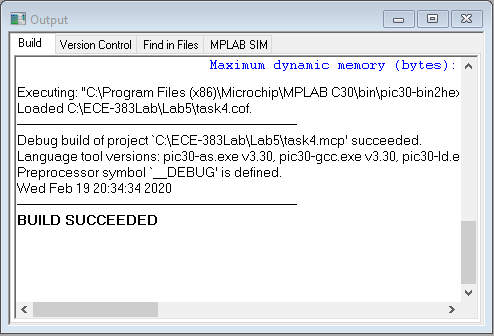 Output
Build
Version Control
Find in Files
MPLAB SIM
Maximum dynamic memory (bytes):
Executing: "C:\Program Files (x86)\Microchip\MPLAB C30\bin\pic30-bin2hex
Loaded C:\ECE-383Lab\Lab5\task4.cof.
Debug build of project `C:\ECE-383Lab\Lab5\task4.mcp' succeeded.
Language tool versions: pic30-as.exe v3.30, pic30-gcc.exe v3.30, pic30-ld.e
Preprocessor symbol `__DEBUG' is defined.
Wed Feb 19 20:34:34 2020
BUILD SUCCEEDED